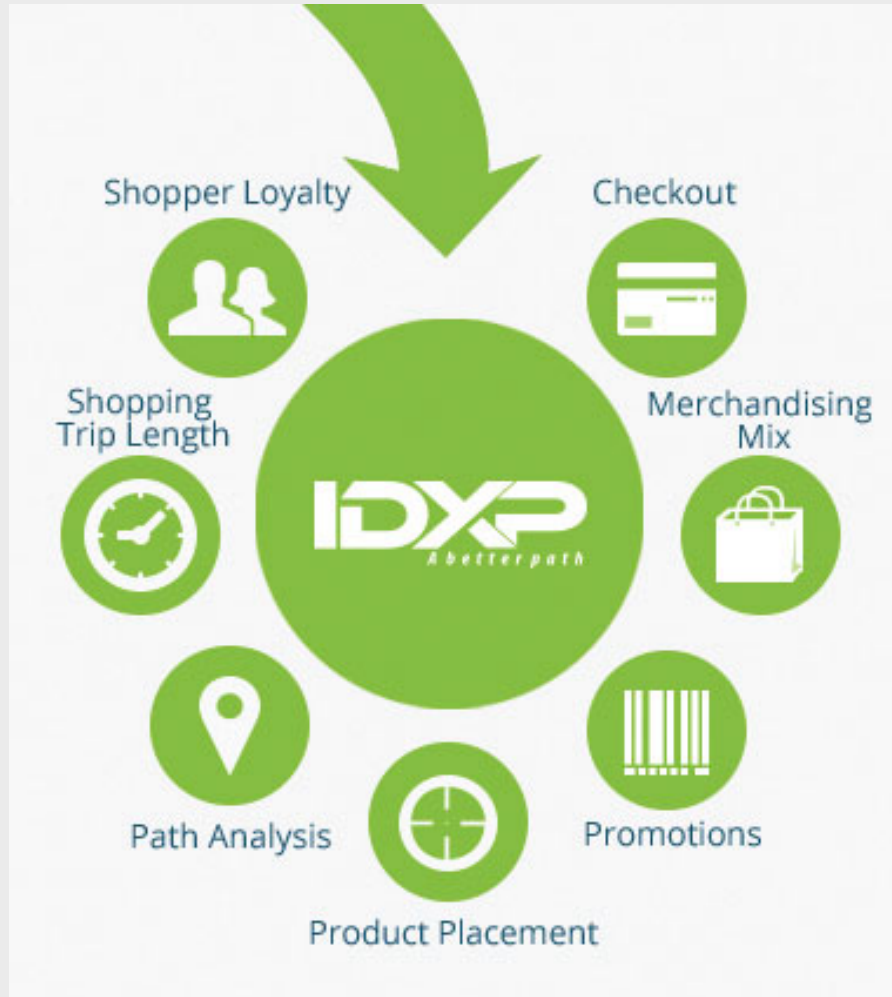 Shopper Loyalty
Checkout
Shopping
Trip Length
Merchandising
Mix
IDXP
A better path
Path Analysis
Promotions
Product Placement